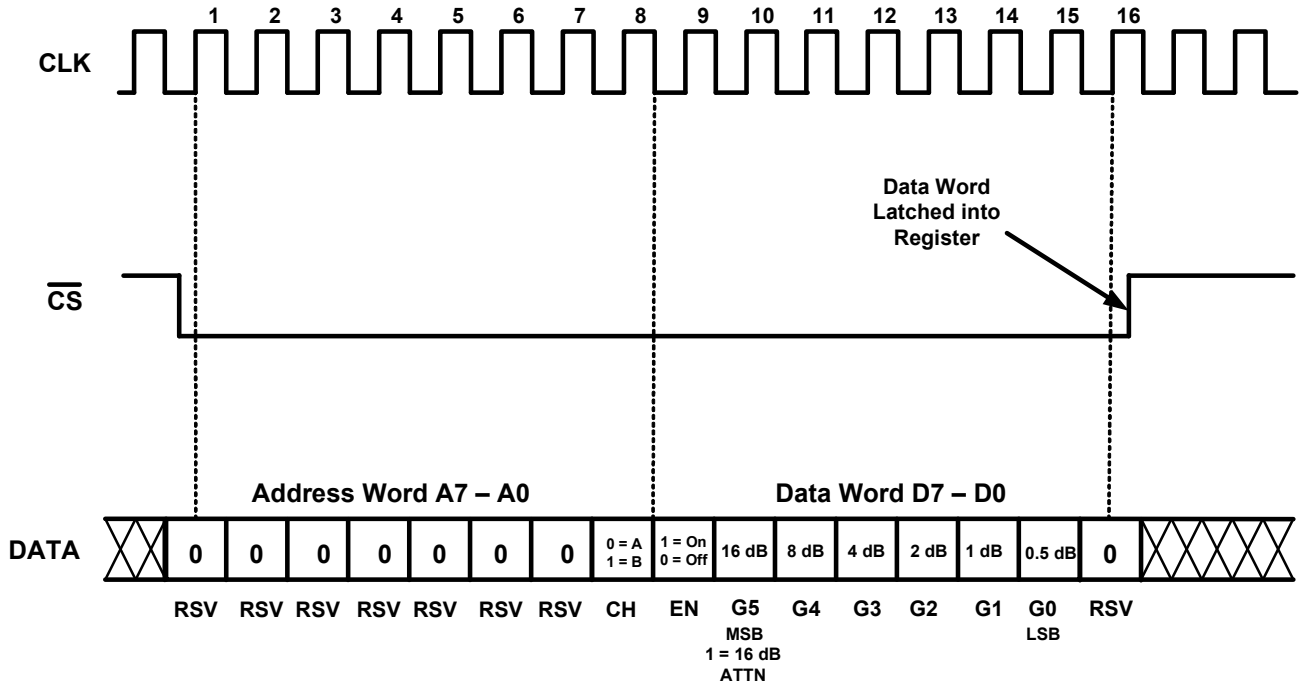 1 2 3 4 5 6 7 8 9 10 11 12 13 14 15 16
CLK
Data Word
Latched into
Register
CS
Address Word A7 – A0
Data Word D7 – D0
DATA
0 0 0 0 0 0 0
0 = A
1 = B
1 = On
0 = Off
16 dB 8 dB 4 dB 2 dB 1 dB 0.5 dB 0
RSV RSV RSV RSV RSV RSV RSV CH EN G5 G4 G3 G2 G1 G0 RSV
MSB
LSB
1 = 16 dB
ATTN